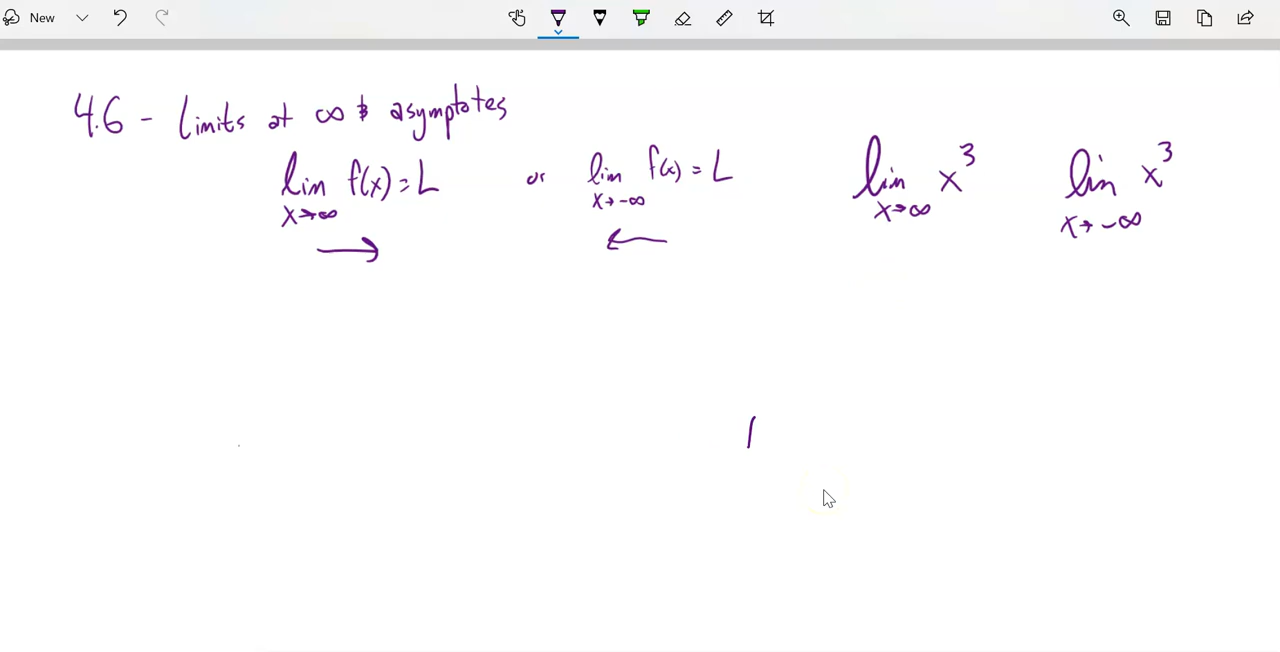 New
4.6 - Limits at ∞ & asymptotes
lim x→∞ f(x) = L or lim x→-∞ f(x) = L lim x→∞ x³ lim x→-∞ x³